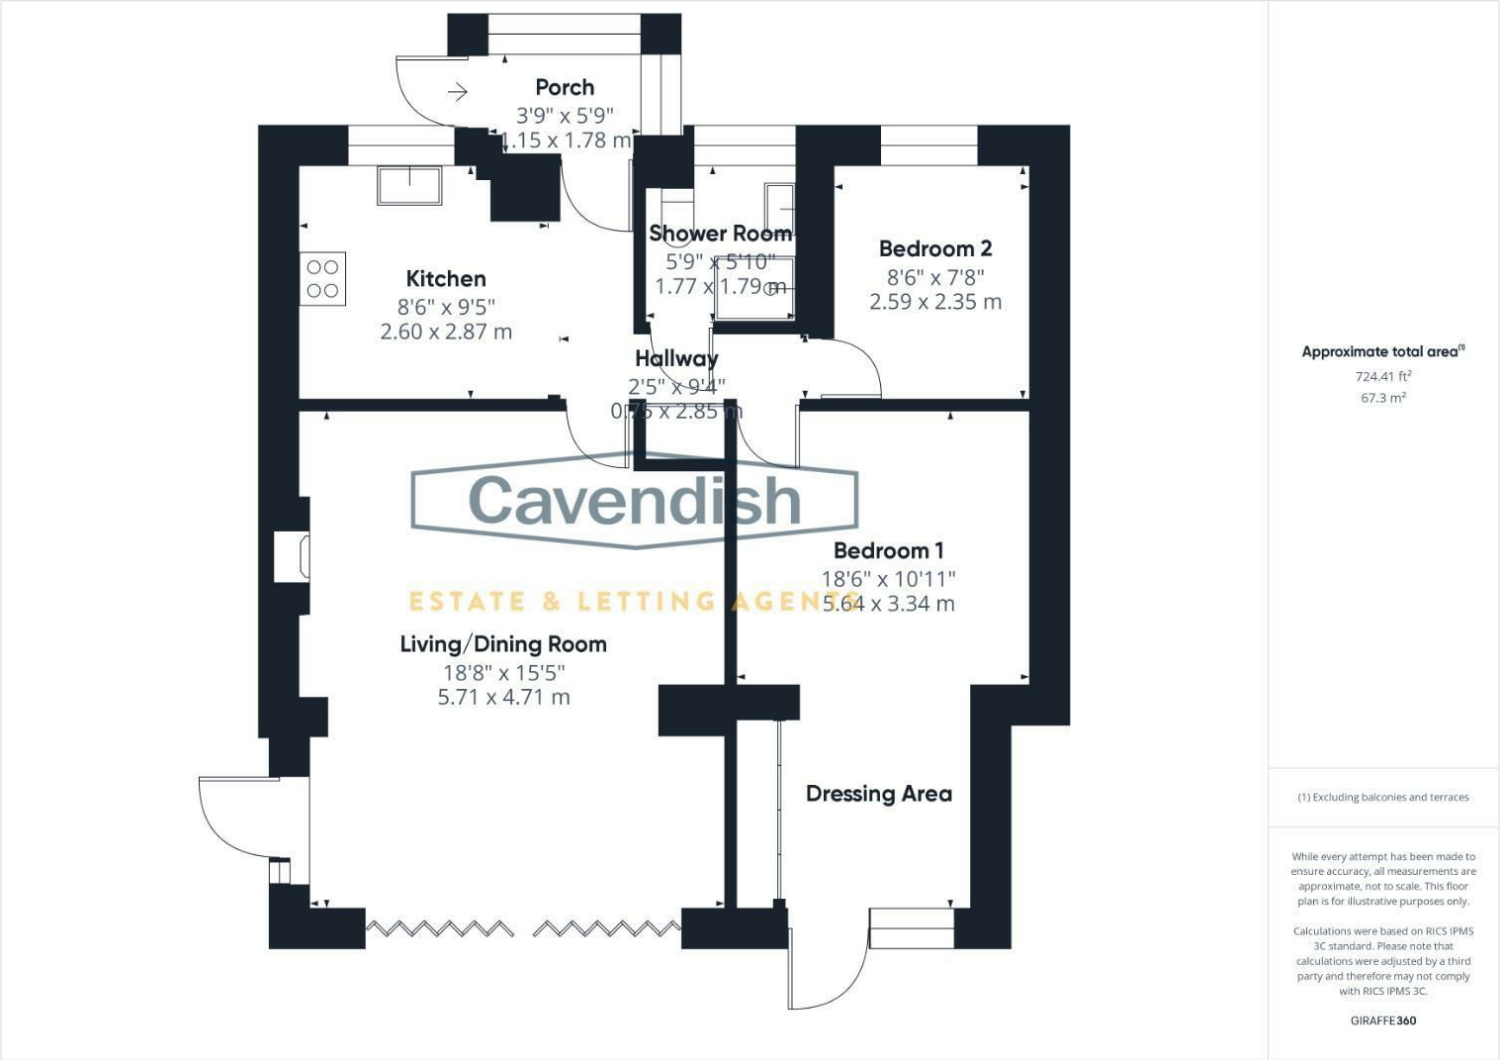 Porch
3'9" x 5'9"
1.15 x 1.78 m
Shower Room
5'9" x 5'10"
1.77 x 1.79 m
Bedroom 2
8'6" x 7'8"
2.59 x 2.35 m
Kitchen
8'6" x 9'5"
2.60 x 2.87 m
Hallway
2'5" x 9'4"
0.75 x 2.85 m
Cavendish
ESTATE & LETTING AGENTS
Bedroom 1
18'6" x 10'11"
5.64 x 3.34 m
Living/Dining Room
18'8" x 15'5"
5.71 x 4.71 m
Dressing Area
Approximate total area(1)
724.41 ft²
67.3 m²
(1) Excluding balconies and terraces
While every attempt has been made to
ensure accuracy, all measurements are
approximate, not to scale. This floor
plan is for illustrative purposes only.
Calculations were based on RICS IPMS
3C standard. Please note that
calculations were adjusted by a third
party and therefore may not comply
with RICS IPMS 3C.
GIRAFFE360